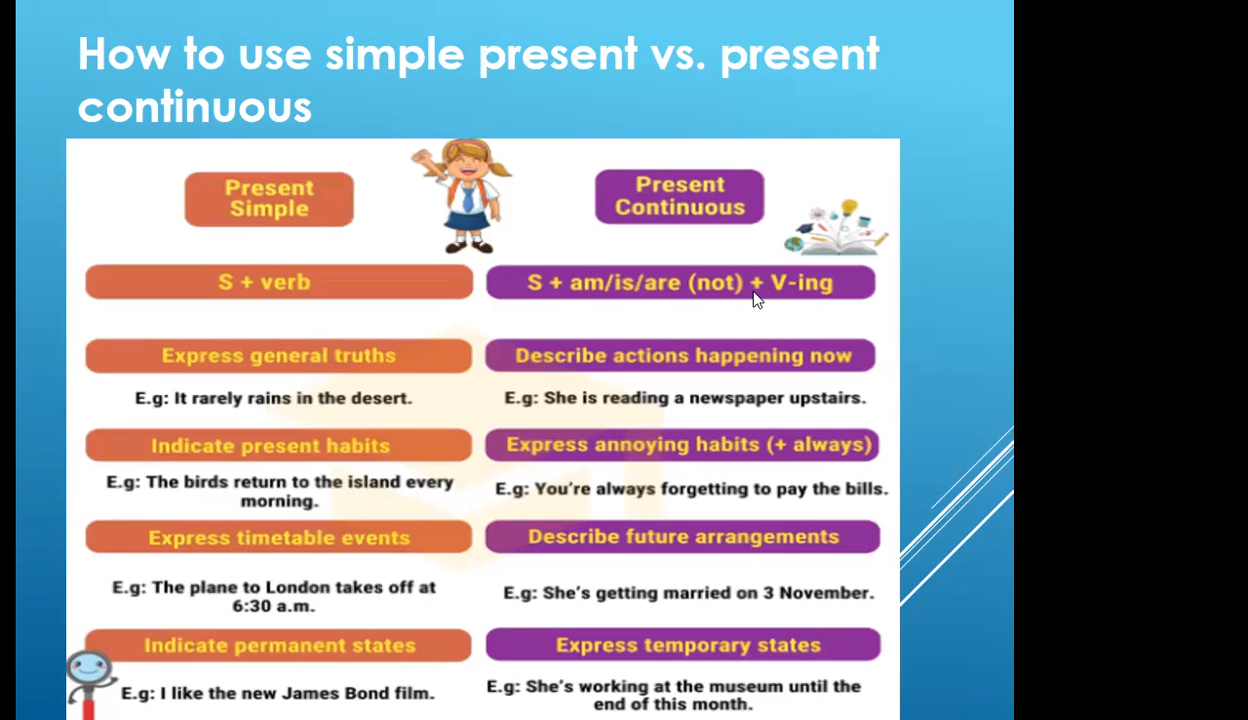 How to use simple present vs. present
continuous
Present
Simple
Present
Continuous
S + verb
S + am/is/are (not) + V-ing
Express general truths
Describe actions happening now
E.g: It rarely rains in the desert.
E.g: She is reading a newspaper upstairs.
Indicate present habits
Express annoying habits (+ always)
E.g: The birds return to the island every
morning.
E.g: You're always forgetting to pay the bills.
Express timetable events
Describe future arrangements
E.g: The plane to London takes off at
6:30 a.m.
E.g: She's getting married on 3 November.
Indicate permanent states
Express temporary states
E.g: I like the new James Bond film.
E.g: She's working at the museum until the
end of this month.